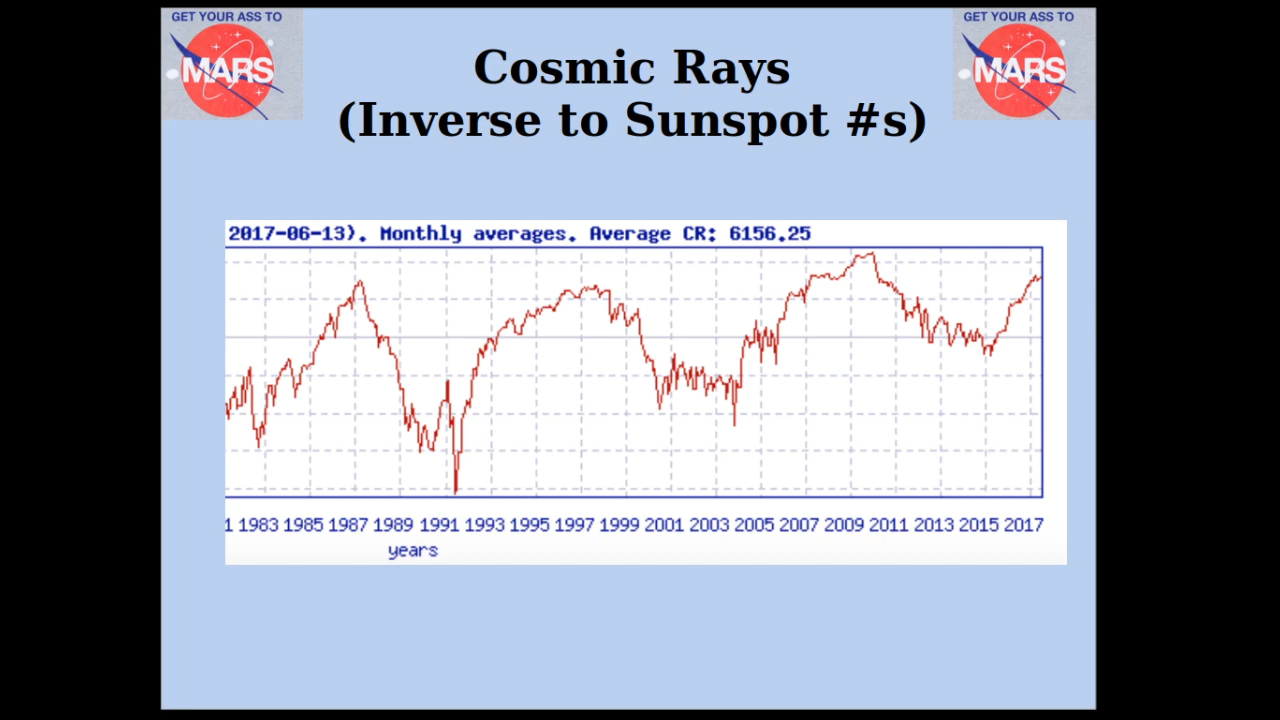 GET YOUR ASS TO
MARS
GET YOUR ASS TO
MARS
Cosmic Rays
(Inverse to Sunspot #s)
2017-06-13). Monthly averages. Average CR: 6156.25
1 1983 1985 1987 1989 1991 1993 1995 1997 1999 2001 2003 2005 2007 2009 2011 2013 2015 2017
years